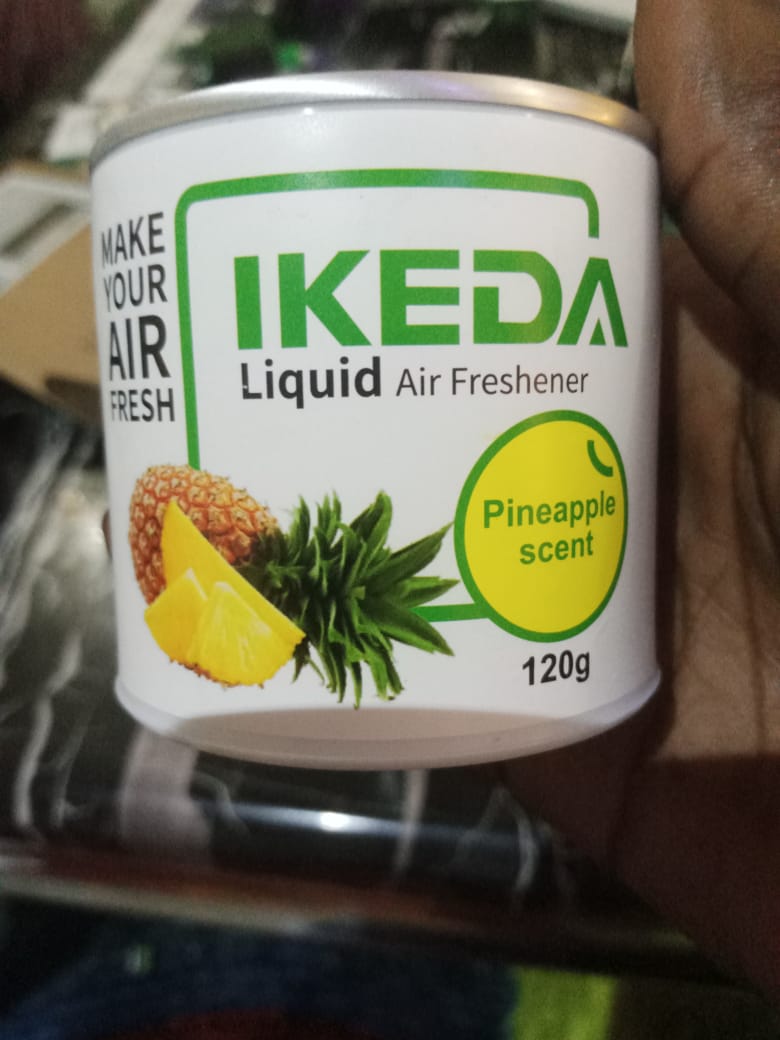 MAKE
YOUR
AIR
FRESH
IKEDA
Liquid Air Freshener
Pineapple
scent
120g